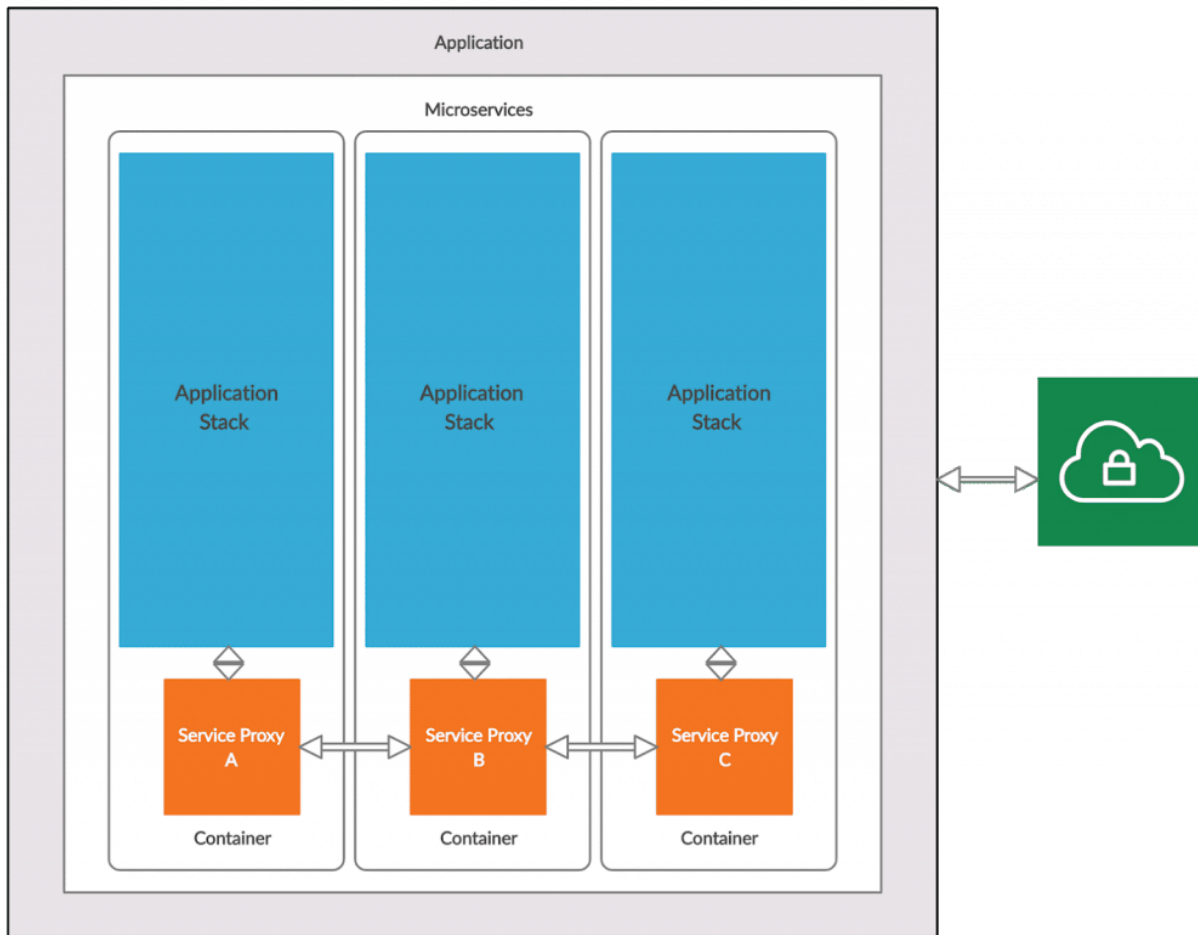 Application
Microservices
Application
Stack
Application
Stack
Application
Stack
Service Proxy
A
Service Proxy
B
Service Proxy
C
Container
Container
Container